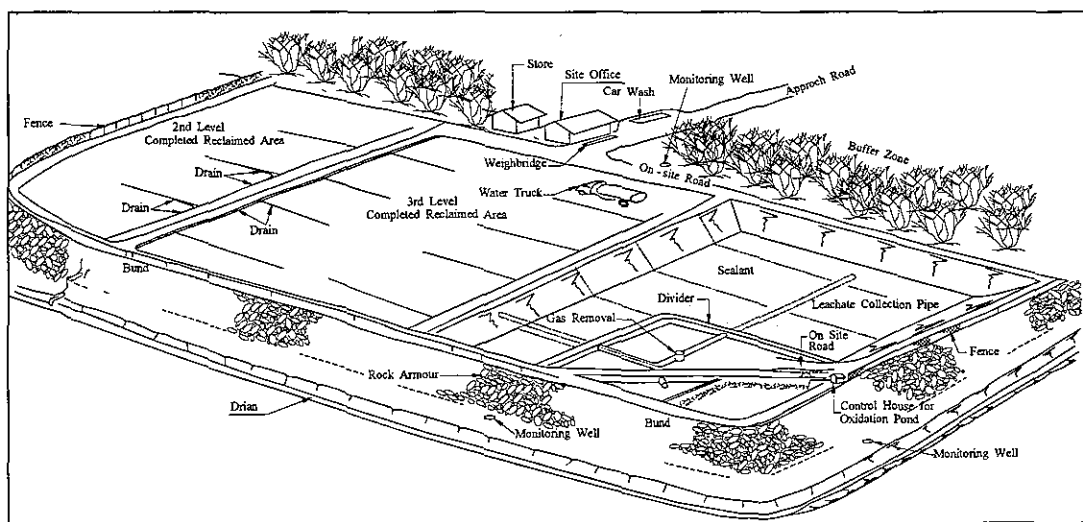 Store
Site Office
Car Wash
Monitoring Well
Approch Road
Fence
2nd Level
Completed Reclaimed Area
Buffer Zone
Weighbridge
On-site Road
Drain
Water Truck
3rd Level
Completed Reclaimed Area
Drain
Drain
Bund
Sealant
Divider
Leachate Collection Pipe
Gas Removal
On Site
Road
Fence
Rock Armour
Drian
Control House for
Oxidation Pond
Bund
Monitoring Well
Monitoring Well